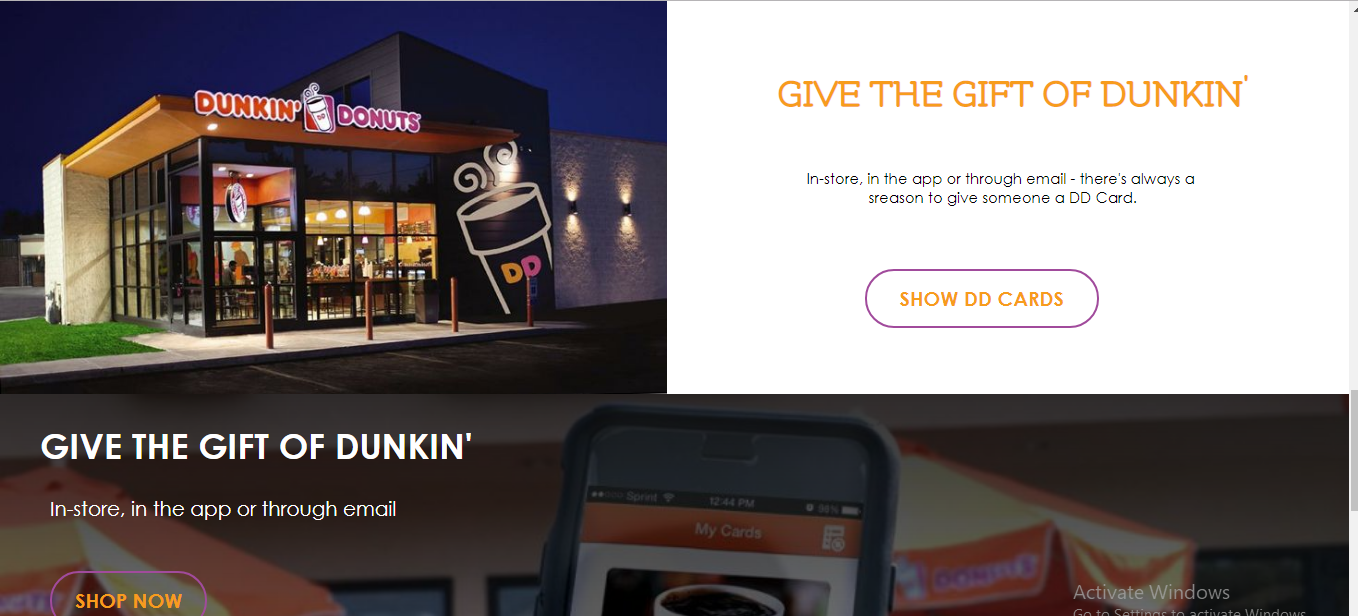 DUNKIN' DONUTS
DD
GIVE THE GIFT OF DUNKIN'
In-store, in the app or through email - there's always a
sreason to give someone a DD Card.
SHOW DD CARDS
GIVE THE GIFT OF DUNKIN'
In-store, in the app or through email
SHOP NOW
Sprint
12:44 PM
98%
My Cards
DONUTS
Activate Windows
Go to Settings to activate Windows